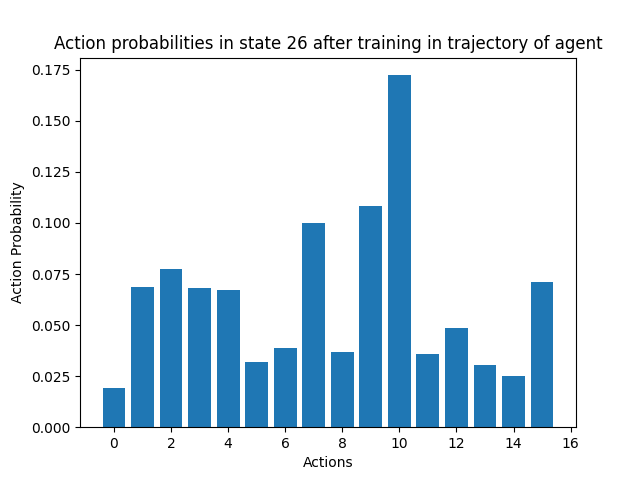 Action probabilities in state 26 after training in trajectory of agent
0.175
0.150
0.125
0.100
0.075
0.050
0.025
0.000
Action Probability
0 2 4 6 8 10 12 14 16
Actions